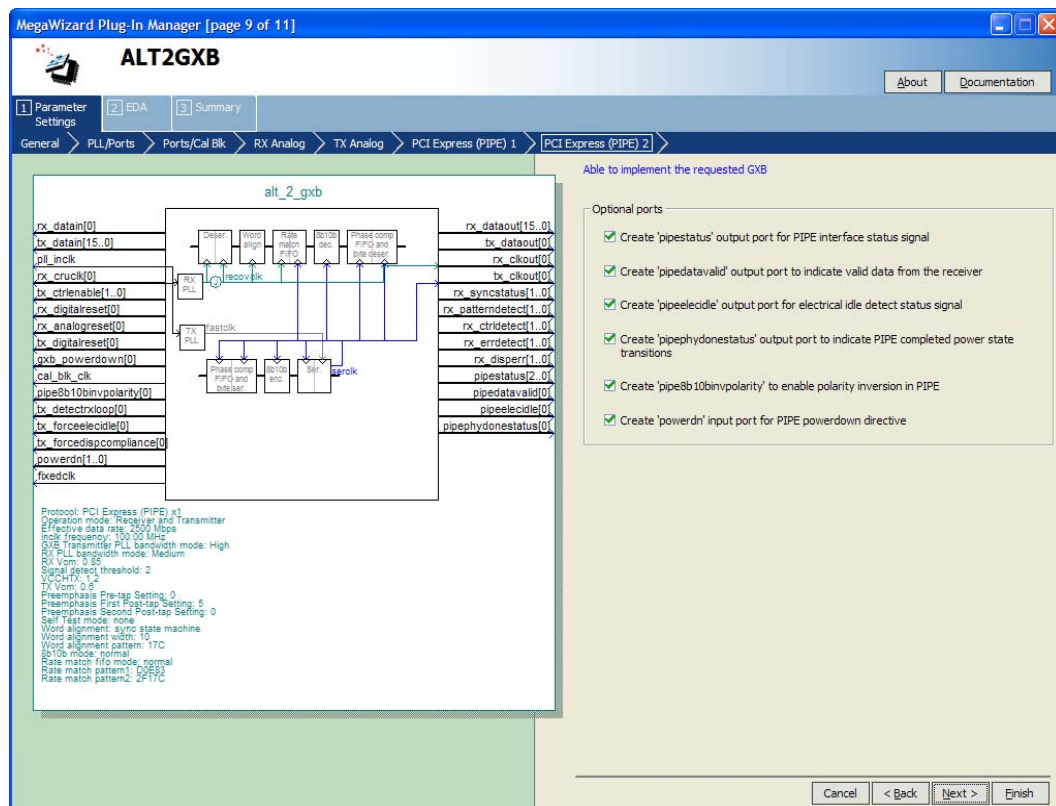 MegaWizard Plug-In Manager [page 9 of 11]
ALT2GXB
About
Documentation
1 Parameter Settings
2 EDA
3 Summary
General
PLL/Ports
Ports/Cal Blk
RX Analog
TX Analog
PCI Express (PIPE) 1
PCI Express (PIPE) 2
Able to implement the requested GXB
alt_2_gxb
rx_datain[0]
tx_datain[15..0]
pll_inclk
rx_cruclk[0]
tx_ctrlenable[1..0]
rx_digitalreset[0]
rx_analogreset[0]
tx_digitalreset[0]
gxb_powerdown[0]
cal_blk_clk
pipe8b10binvpolarity[0]
tx_detectrxloop[0]
tx_forceelecidle[0]
tx_forcedispcompliance[0]
powerdn[1..0]
fixedclk
Deser.
Word align
Rate match FIFO
8b10b dec.
Phase comp FIFO and byte deser.
RX PLL
recovclk
TX PLL
fastclk
Phase comp FIFO and byte ser.
8b10b enc.
Ser.
serclk
rx_dataout[15..0]
tx_dataout[0]
rx_clkout[0]
tx_clkout[0]
rx_syncstatus[1..0]
rx_patterndetect[1..0]
rx_ctrldetect[1..0]
rx_errdetect[1..0]
rx_disperr[1..0]
pipestatus[2..0]
pipedatavalid[0]
pipeelecidle[0]
pipephydonestatus[0]
Protocol: PCI Express (PIPE) x1
Operation mode: Receiver and Transmitter
Effective data rate: 2500 Mbps
inclk frequency: 100.00 MHz
GXB Transmitter PLL bandwidth mode: High
RX PLL bandwidth mode: Medium
RX Vcm: 0.85
Signal detect threshold: 2
VCCHTX: 1.2
TX Vcm: 0.6
Preemphasis Pre-tap Setting: 0
Preemphasis First Post-tap Setting: 5
Preemphasis Second Post-tap Setting: 0
Self Test mode: none
Word alignment: sync state machine
Word alignment width: 10
Word alignment pattern: 17C
8b10b mode: normal
Rate match fifo mode: normal
Rate match pattern1: D0E83
Rate match pattern2: 2F17C
Optional ports
Create 'pipestatus' output port for PIPE interface status signal
Create 'pipedatavalid' output port to indicate valid data from the receiver
Create 'pipeelecidle' output port for electrical idle detect status signal
Create 'pipephydonestatus' output port to indicate PIPE completed power state
transitions
Create 'pipe8b10binvpolarity' to enable polarity inversion in PIPE
Create 'powerdn' input port for PIPE powerdown directive
Cancel
< Back
Next >
Finish